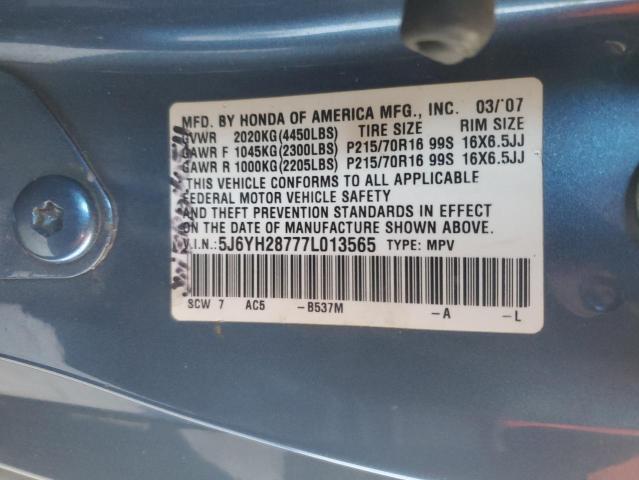 MFD. BY HONDA OF AMERICA MFG., INC. 03/'07
GVWR 2020KG(4450LBS) TIRE SIZE RIM SIZE
GAWR F 1045KG(2300LBS) P215/70R16 99S 16X6.5JJ
GAWR R 1000KG(2205LBS) P215/70R16 99S 16X6.5JJ
THIS VEHICLE CONFORMS TO ALL APPLICABLE
FEDERAL MOTOR VEHICLE SAFETY
AND THEFT PREVENTION STANDARDS IN EFFECT
ON THE DATE OF MANUFACTURE SHOWN ABOVE.
V.I.N.:5J6YH28777L013565 TYPE: MPV
SCW 7 AC5 -B537M -A -L